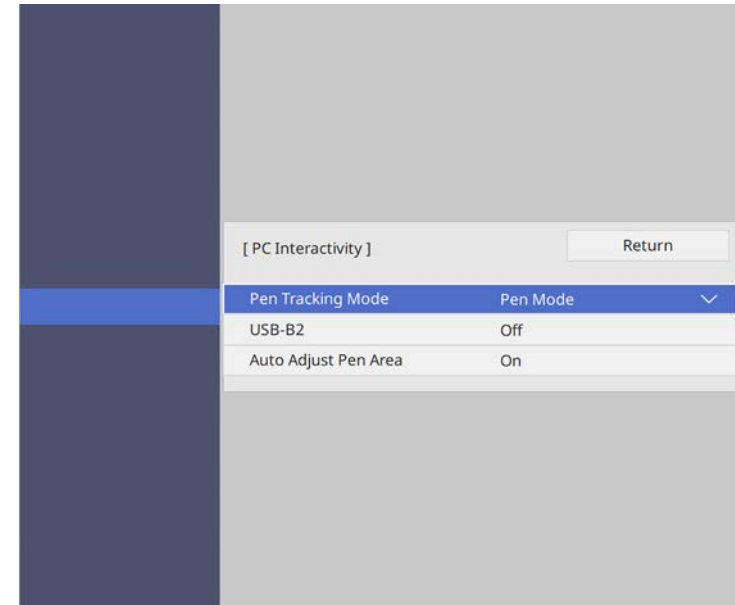 [ PC Interactivity ]
Return
Pen Tracking Mode Pen Mode
USB-B2 Off
Auto Adjust Pen Area On